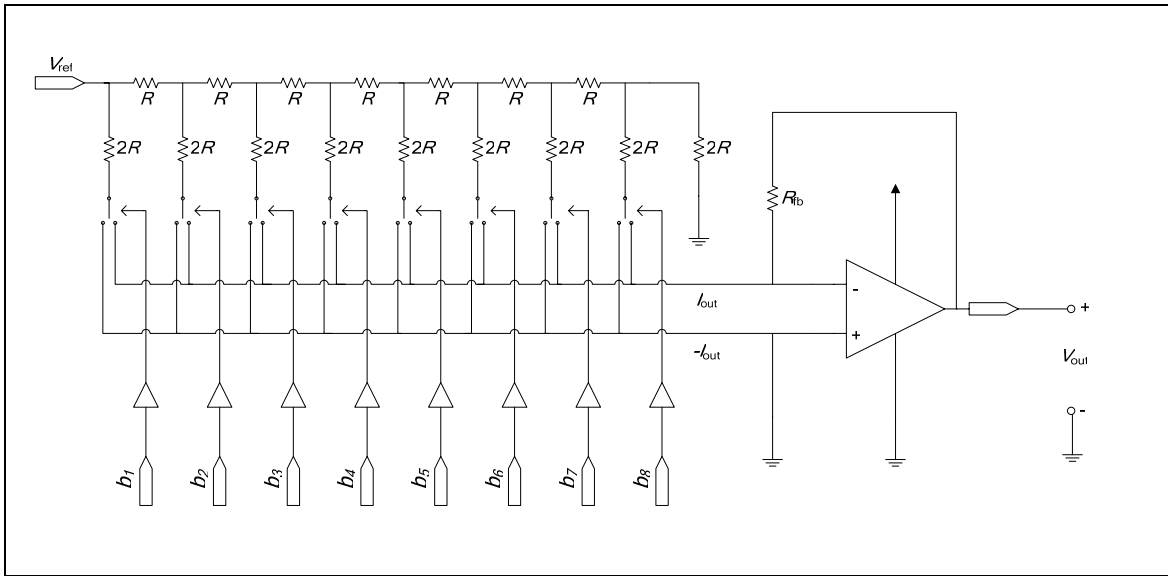 Vref
R R R R R R R
2R 2R 2R 2R 2R 2R 2R 2R 2R
Rfb
Iout
-
+
-Iout
+
Vout
-
b1 b2 b3 b4 b5 b6 b7 b8